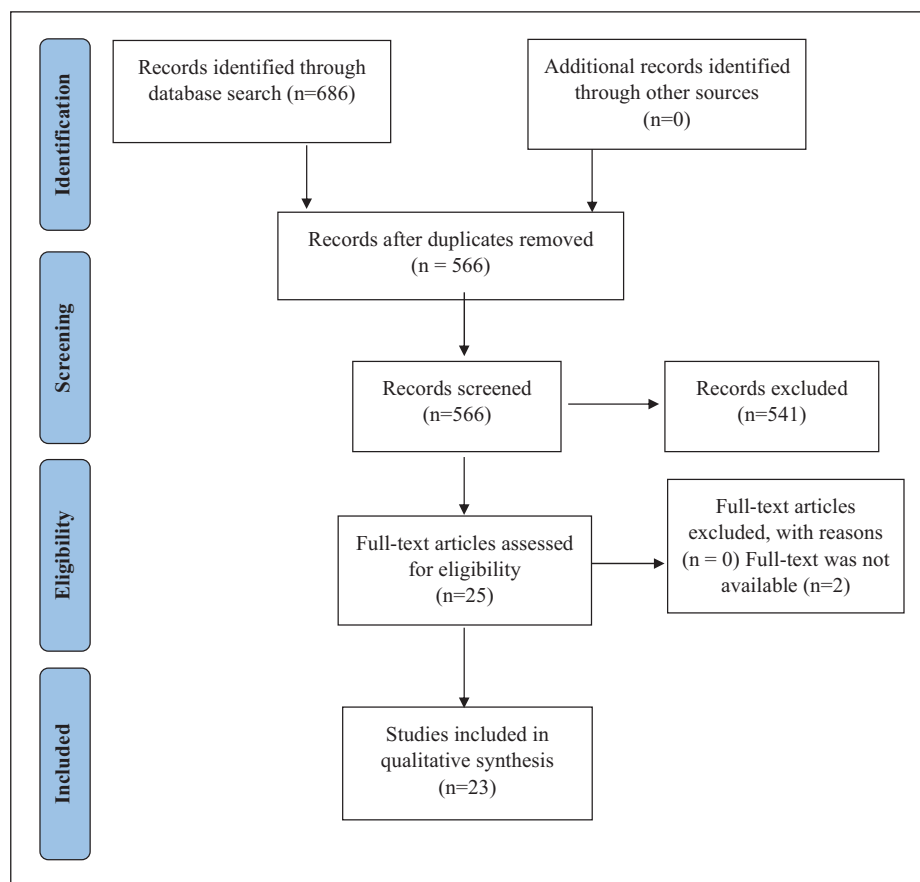 Identification
Records identified through
database search (n=686)
Additional records identified
through other sources
(n=0)
Records after duplicates removed
(n = 566)
Screening
Records screened
(n=566)
Records excluded
(n=541)
Eligibility
Full-text articles assessed
for eligibility
(n=25)
Full-text articles
excluded, with reasons
(n = 0) Full-text was not
available (n=2)
Included
Studies included in
qualitative synthesis
(n=23)